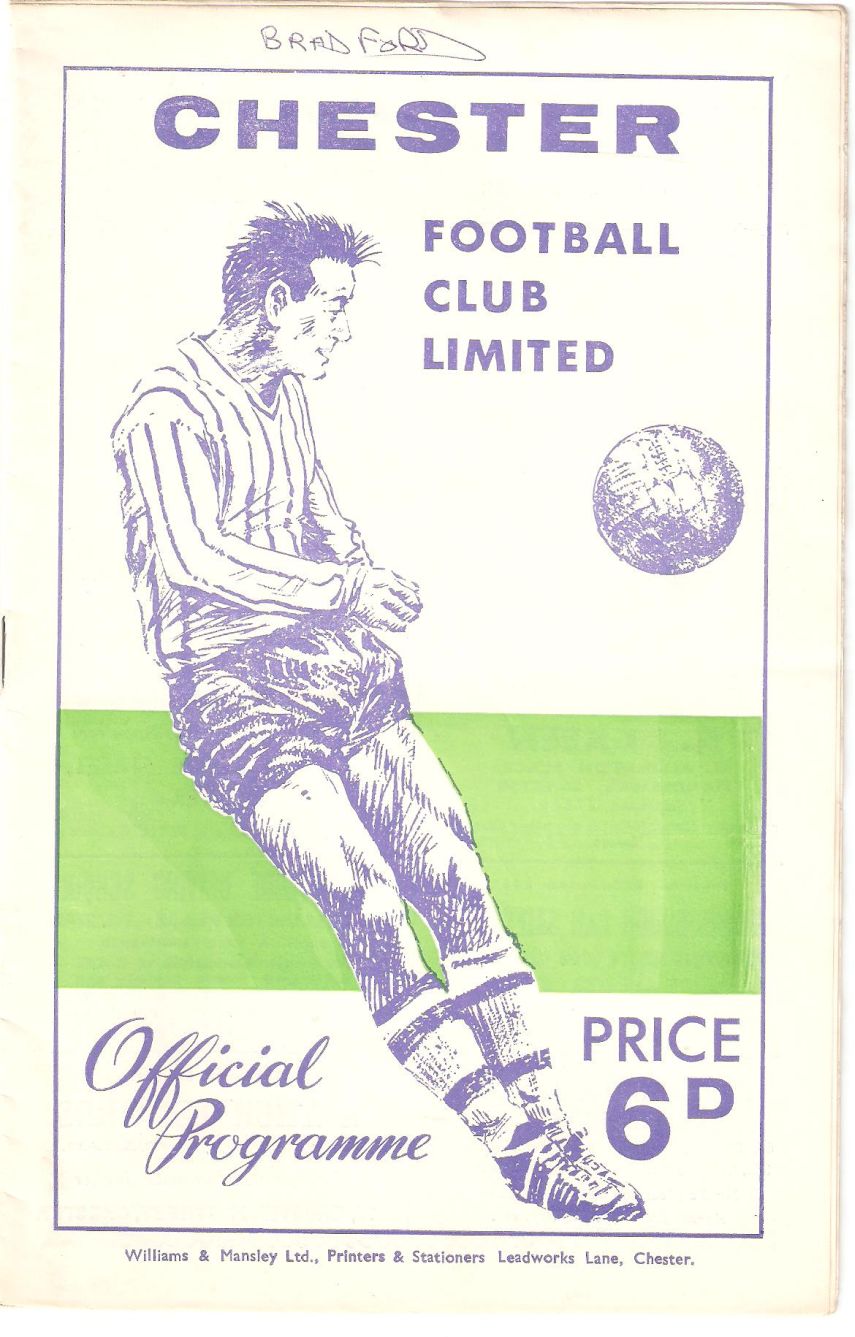 BRADFORD
CHESTER
FOOTBALL
CLUB
LIMITED
Official
Programme
PRICE
6D
Williams & Mansley Ltd., Printers & Stationers Leadworks Lane, Chester.